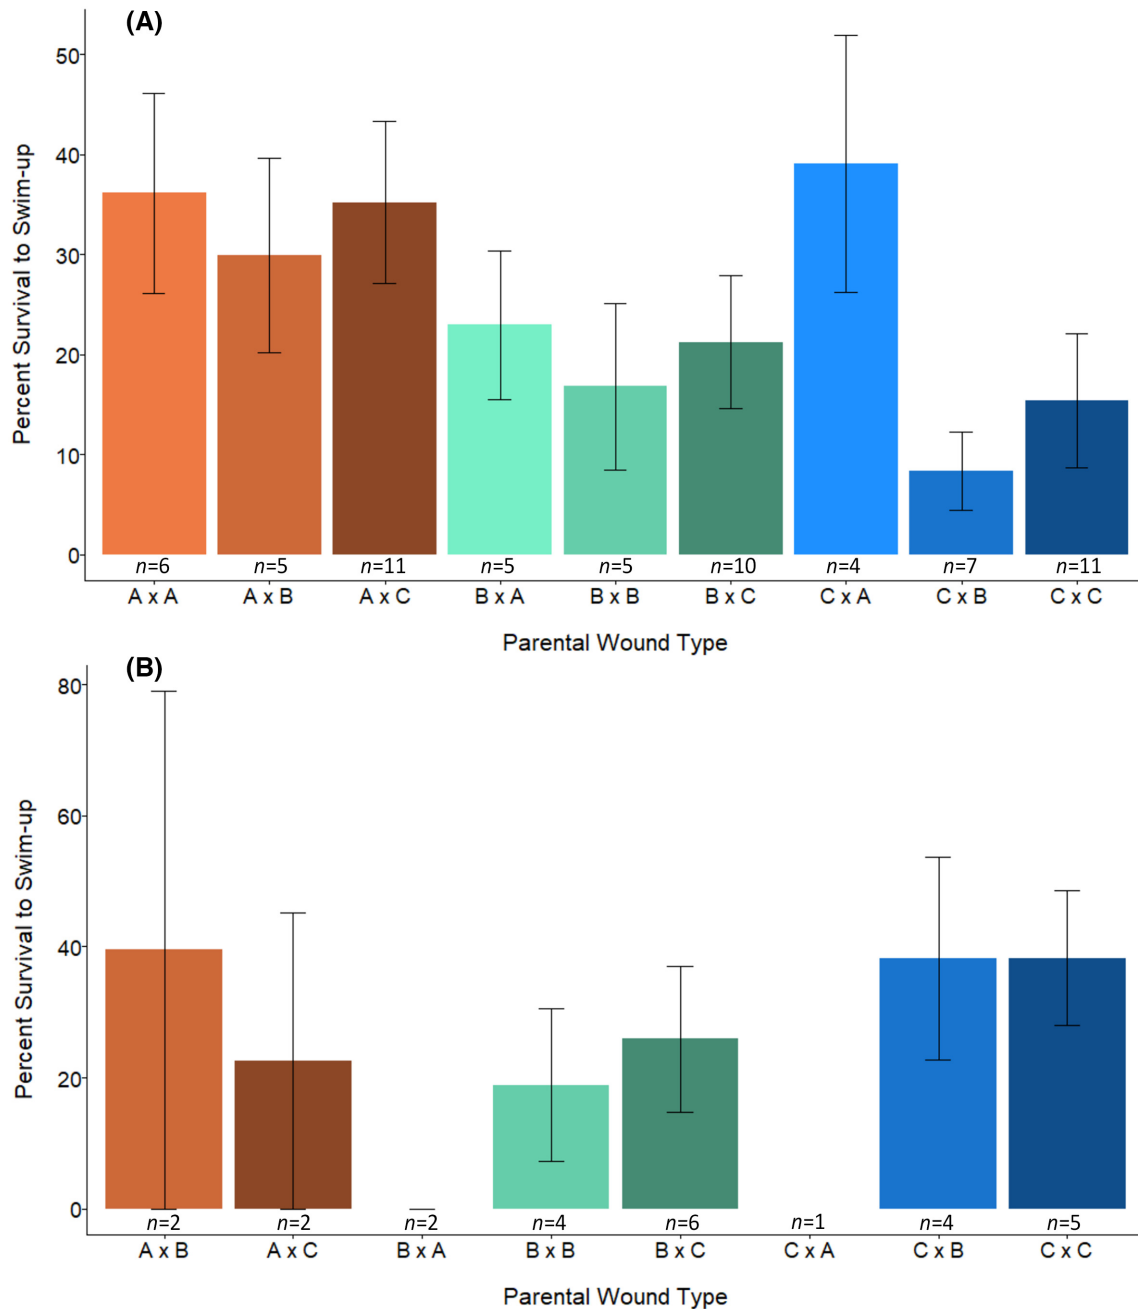 (A)
Percent Survival to Swim-up
50
40
30
20
10
0
n=6 n=5 n=11 n=5 n=5 n=10 n=4 n=7 n=11
A x A A x B A x C B x A B x B B x C C x A C x B C x C
Parental Wound Type
(B)
Percent Survival to Swim-up
80
60
40
20
0
n=2 n=2 n=2 n=4 n=6 n=1 n=4 n=5
A x B A x C B x A B x B B x C C x A C x B C x C
Parental Wound Type